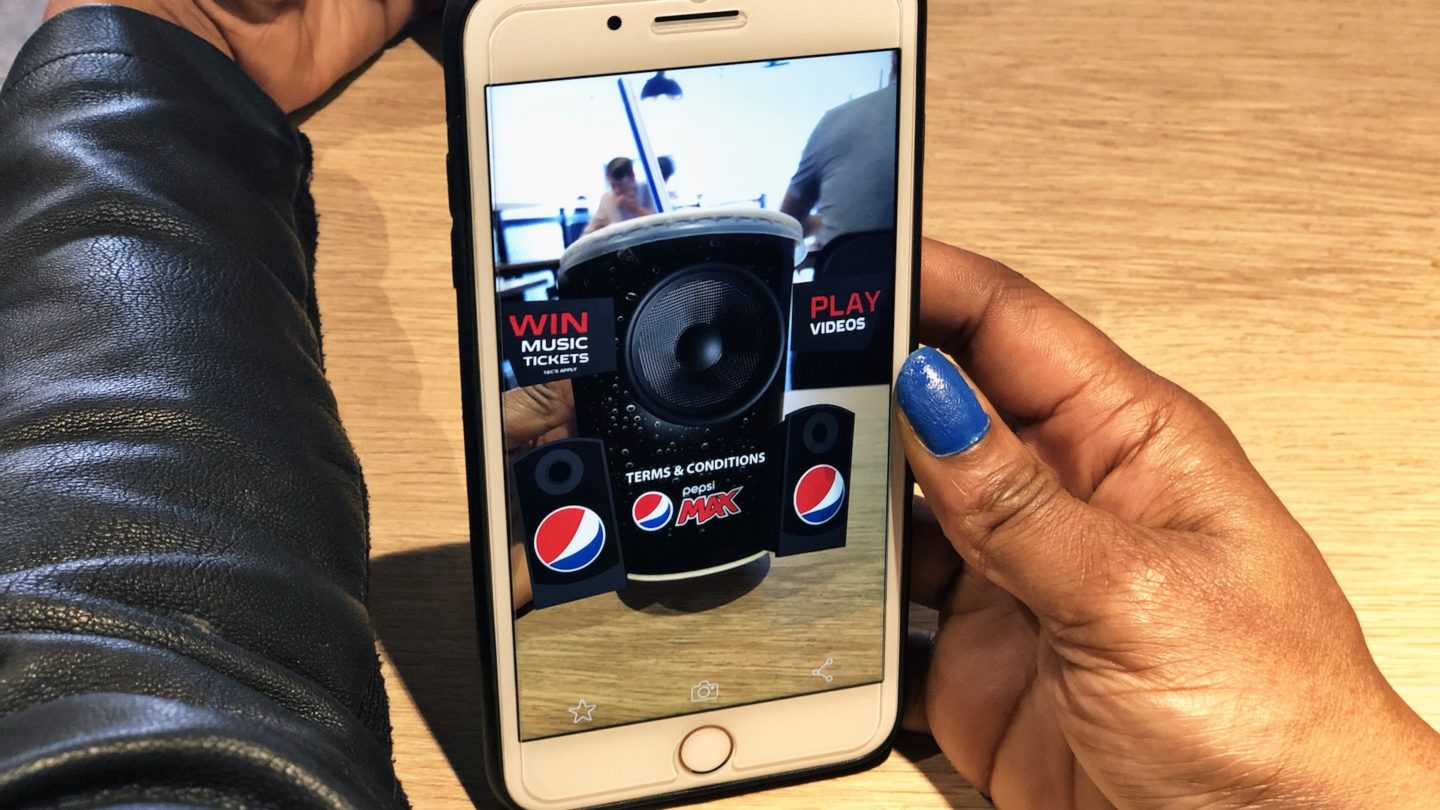 WIN
MUSIC
TICKETS
T&C'S APPLY
PLAY
VIDEOS
TERMS & CONDITIONS
pepsi
MAX